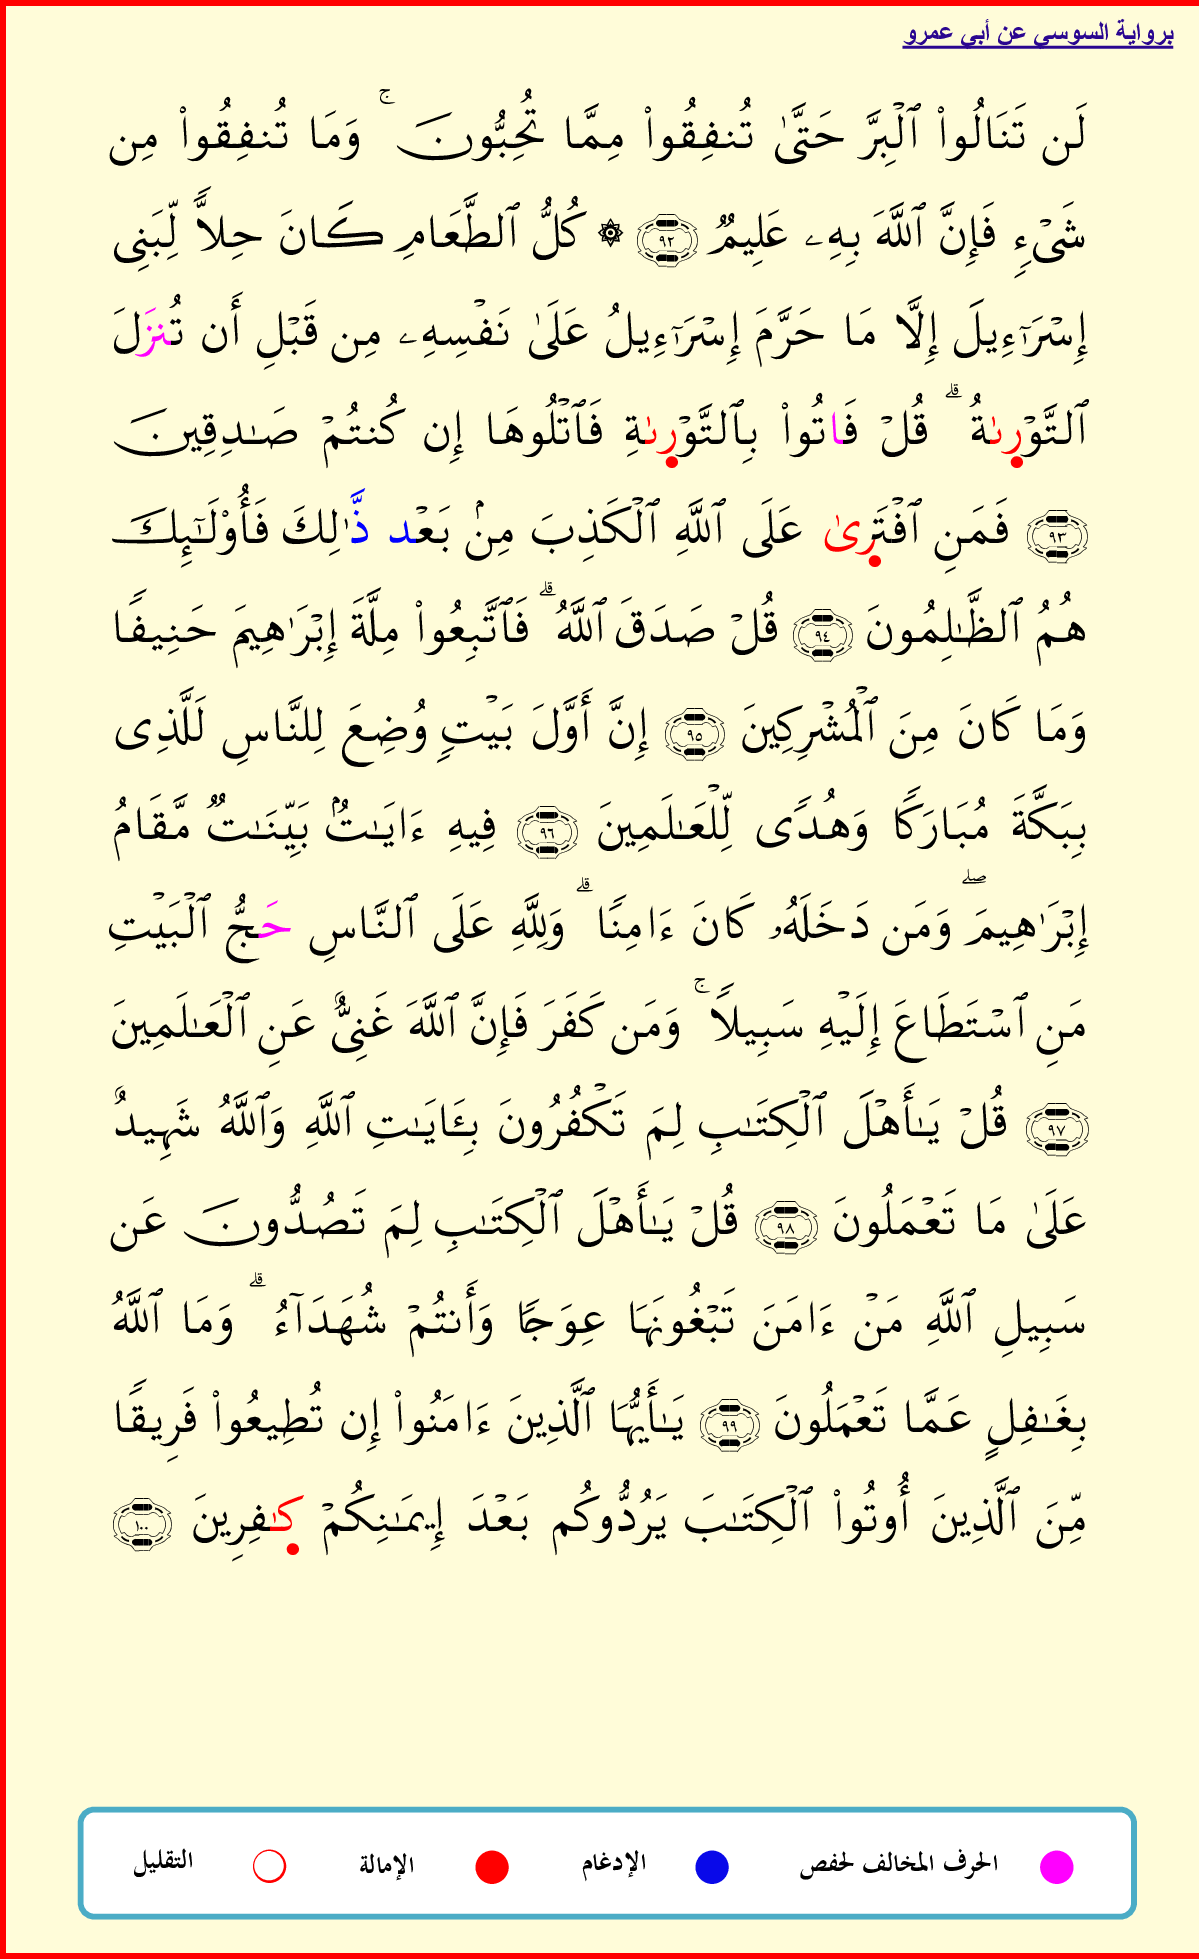 برواية السوسي عن أبي عمرو
لَن تَنَالُوا۟ ٱلْبِرَّ حَتَّىٰ تُنفِقُوا۟ مِمَّا تُحِبُّونَ ۚ وَمَا تُنفِقُوا۟ مِن
شَىْءٍۢ فَإِنَّ ٱللَّهَ بِهِۦ عَلِيمٌۭ ٩٢ ۞ كُلُّ ٱلطَّعَامِ كَانَ حِلًّۭا لِّبَنِى
إِسْرَٰٓءِيلَ إِلَّا مَا حَرَّمَ إِسْرَٰٓءِيلُ عَلَىٰ نَفْسِهِۦ مِن قَبْلِ أَن تُنزَلَ
ٱلتَّوْرىٰةُ ۗ قُلْ فَاتُوا۟ بِٱلتَّوْرىٰةِ فَٱتْلُوهَا إِن كُنتُمْ صَـٰدِقِينَ
٩٣ فَمَنِ ٱفْتَرىٰ عَلَى ٱللَّهِ ٱلْكَذِبَ مِنۢ بَعْد ذَّٰلِكَ فَأُو۟لَـٰٓئِكَ
هُمُ ٱلظَّـٰلِمُونَ ٩٤ قُلْ صَدَقَ ٱللَّهُ ۗ فَٱتَّبِعُوا۟ مِلَّةَ إِبْرَٰهِيمَ حَنِيفًۭا
وَمَا كَانَ مِنَ ٱلْمُشْرِكِينَ ٩٥ إِنَّ أَوَّلَ بَيْتٍۢ وُضِعَ لِلنَّاسِ لَلَّذِى
بِبَكَّةَ مُبَارَكًۭا وَهُدًۭى لِّلْعَـٰلَمِينَ ٩٦ فِيهِ ءَايَـٰتٌۢ بَيِّنَـٰتٌۭ مَّقَامُ
إِبْرَٰهِيمَ ۖ وَمَن دَخَلَهُۥ كَانَ ءَامِنًۭا ۗ وَلِلَّهِ عَلَى ٱلنَّاسِ حَجُّ ٱلْبَيْتِ
مَنِ ٱسْتَطَاعَ إِلَيْهِ سَبِيلًۭا ۚ وَمَن كَفَرَ فَإِنَّ ٱللَّهَ غَنِىٌّ عَنِ ٱلْعَـٰلَمِينَ
٩٧ قُلْ يَـٰٓأَهْلَ ٱلْكِتَـٰبِ لِمَ تَكْفُرُونَ بِـَٔايَـٰتِ ٱللَّهِ وَٱللَّهُ شَهِيدٌ
عَلَىٰ مَا تَعْمَلُونَ ٩٨ قُلْ يَـٰٓأَهْلَ ٱلْكِتَـٰبِ لِمَ تَصُدُّونَ عَن
سَبِيلِ ٱللَّهِ مَنْ ءَامَنَ تَبْغُونَهَا عِوَجًۭا وَأَنتُمْ شُهَدَآءُ ۗ وَمَا ٱللَّهُ
بِغَـٰفِلٍ عَمَّا تَعْمَلُونَ ٩٩ يَـٰٓأَيُّهَا ٱلَّذِينَ ءَامَنُوا۟ إِن تُطِيعُوا۟ فَرِيقًۭا
مِّنَ ٱلَّذِينَ أُوتُوا۟ ٱلْكِتَـٰبَ يَرُدُّوكُم بَعْدَ إِيمَـٰنِكُمْ كـٰفِرِينَ ١٠٠
الحرف المخالف لحفص الإدغام الإمالة التقليل